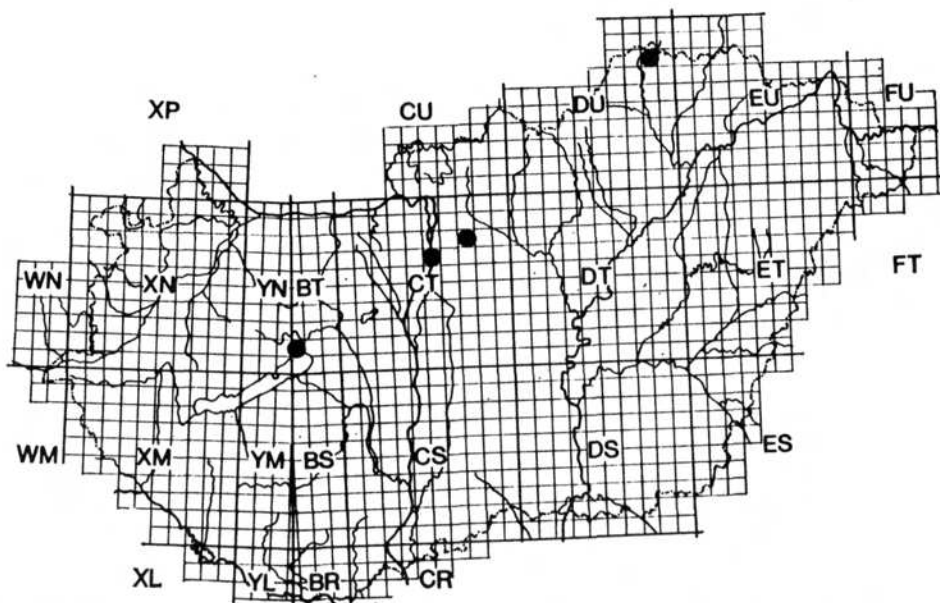 XP
CU
DU
EU
FU
WN
XN
YN
BT
CT
DT
ET
FT
WM
XM
YM
BS
CS
DS
ES
XL
YL
BR
CR